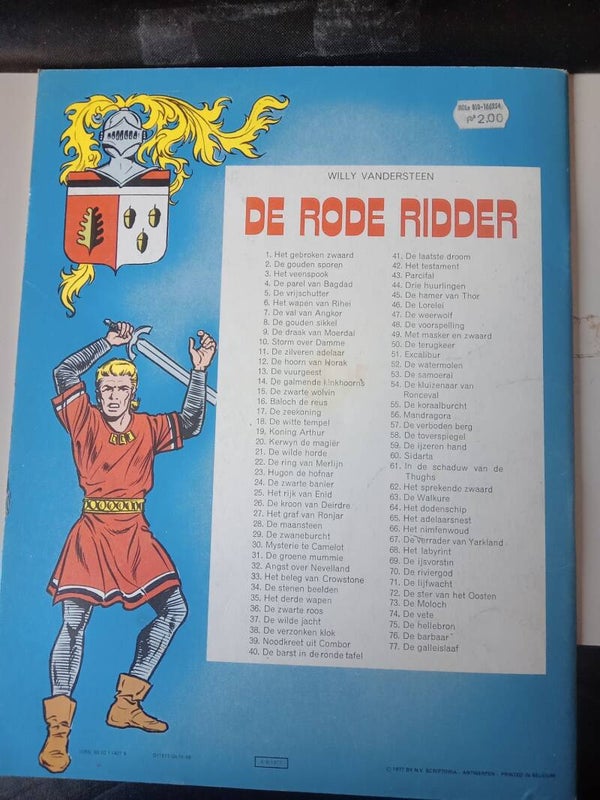 2.00
WILLY VANDERSTEEN
DE RODE RIDDER
1. Het gebroken zwaard
2. De gouden sporen
3. Het veenspook
4. De parel van Bagdad
5. De vrijschutter
6. Het wapen van Rihei
7. De val van Angkor
8. De gouden sikkel
9. De draak van Moerdal
10. Storm over Damme
11. De zilveren adelaar
12. De hoorn van Horak
13. De vuurgeest
14. De galmende kinkhoorns
15. De zwarte wolvin
16. Baloch de reus
17. De zeekoning
18. De witte tempel
19. Koning Arthur
20. Kerwyn de magiër
21. De wilde horde
22. De ring van Merlijn
23. Hugon de hofnar
24. De zwarte banier
25. Het rijk van Enid
26. De kroon van Deirdre
27. Het graf van Ronjar
28. De maansteen
29. De zwaneburcht
30. Mysterie te Camelot
31. De groene mummie
32. Angst over Nevelland
33. Het beleg van Crowstone
34. De stenen beelden
35. Het derde wapen
36. De zwarte roos
37. De wilde jacht
38. De verzonken klok
39. Noodkreet uit Combor
40. De barst in de ronde tafel
41. De laatste droom
42. Het testament
43. Parcifal
44. Drie huurlingen
45. De hamer van Thor
46. De Lorelei
47. De weerwolf
48. De voorspelling
49. Met masker en zwaard
50. De terugkeer
51. Excalibur
52. De watermolen
53. De samoerai
54. De kluizenaar van
Ronceval
55. De koraalburcht
56. Mandragora
57. De verboden berg
58. De toverspiegel
59. De ijzeren hand
60. Sidarta
61. In de schaduw van de
Thughs
62. Het sprekende zwaard
63. De Walkure
64. Het dodenschip
65. Het adelaarsnest
66. Het nimfenwoud
67. De verrader van Yarkland
68. Het labyrint
69. De ijsvorstin
70. De riviergod
71. De lijfwacht
72. De ster van het Oosten
73. De Moloch
74. De vete
75. De hellebron
76. De barbaar
77. De galleislaaf
© 1977 BY N.V. SCRIPTORIA - ANTWERPEN - PRINTED IN BELGIUM